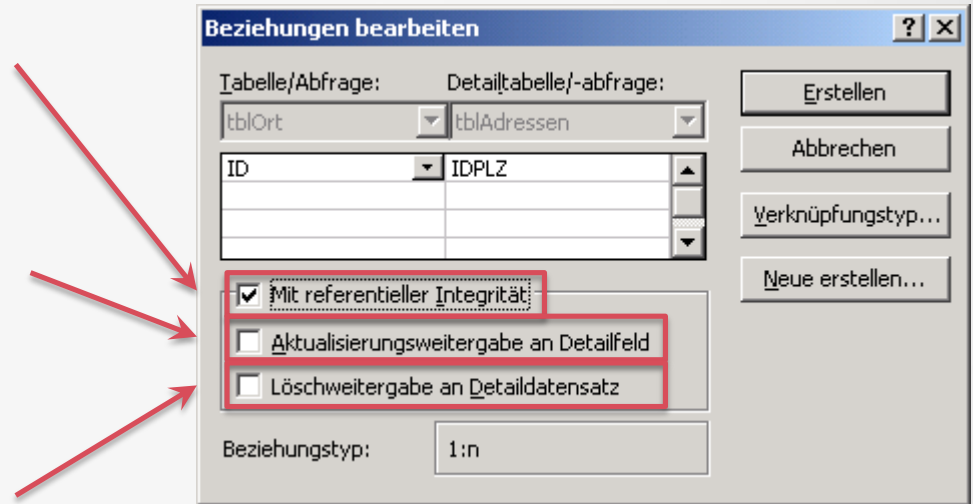 Beziehungen bearbeiten
Tabelle/Abfrage: Detailtabelle/-abfrage:
tblOrt tblAdressen
ID IDPLZ
Mit referentieller Integrität
Aktualisierungsweitergabe an Detailfeld
Löschweitergabe an Detaildatensatz
Beziehungstyp: 1:n
Erstellen
Abbrechen
Verknüpfungstyp...
Neue erstellen...